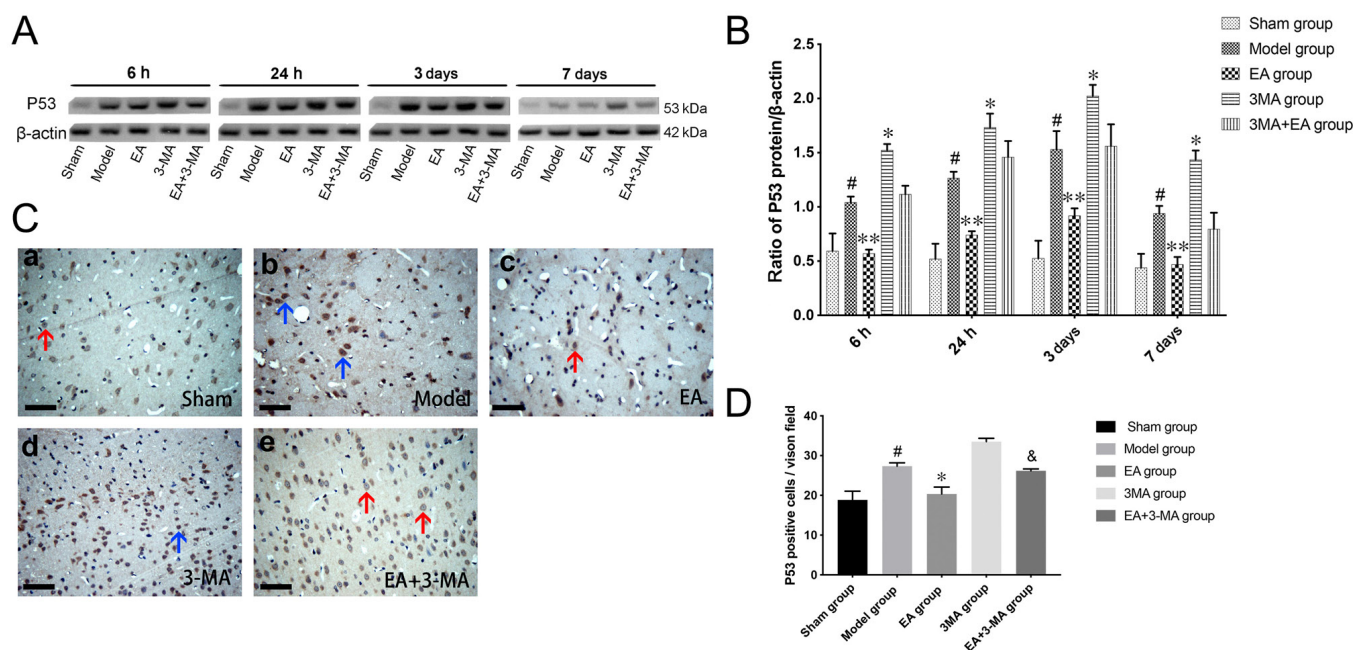 A
6 h
24 h
3 days
7 days
P53
53 kDa
β-actin
42 kDa
Sham
Model
EA
3-MA
EA+3-MA
Sham
Model
EA
3-MA
EA+3-MA
Sham
Model
EA
3-MA
EA+3-MA
Sham
Model
EA
3-MA
EA+3-MA
B
Ratio of P53 protein/β-actin
2.5
2.0
1.5
1.0
0.5
0.0
#
**
*
#
**
*
#
**
*
#
**
*
6 h
24 h
3 days
7 days
Sham group
Model group
EA group
3MA group
3MA+EA group
C
a
Sham
b
Model
c
EA
d
3-MA
e
EA+3-MA
D
P53 positive cells / vison field
40
30
20
10
0
#
*
&
Sham group
Model group
EA group
3MA group
EA+3-MA group
Sham group
Model group
EA group
3MA group
EA+3-MA group